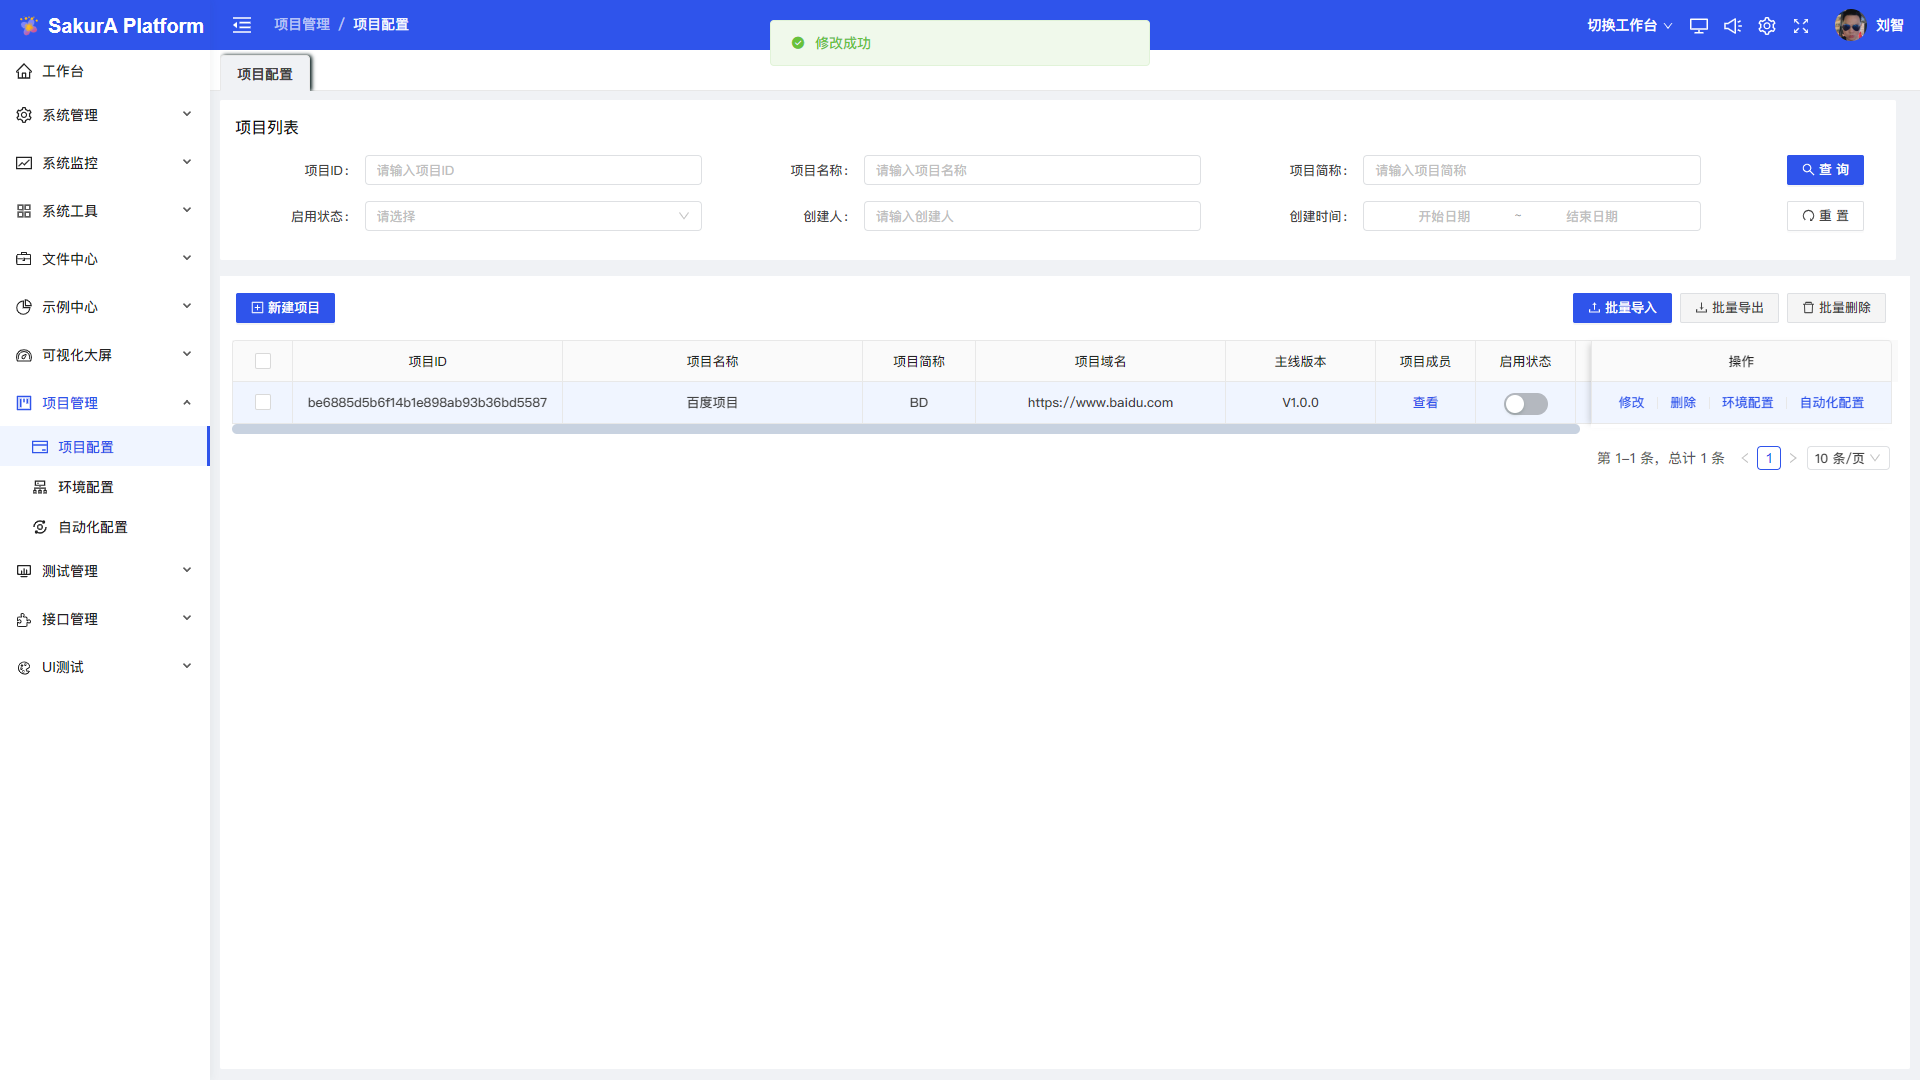 SakurA Platform
项目管理 / 项目配置
修改成功
切换工作台
刘智
工作台
系统管理
系统监控
系统工具
文件中心
示例中心
可视化大屏
项目管理
项目配置
环境配置
自动化配置
测试管理
接口管理
UI测试
项目配置
项目列表
项目ID： 请输入项目ID
项目名称： 请输入项目名称
项目简称： 请输入项目简称
查 询
启用状态： 请选择
创建人： 请输入创建人
创建时间： 开始日期 ~ 结束日期
重 置
新建项目
批量导入 批量导出 批量删除
项目ID 项目名称 项目简称 项目域名 主线版本 项目成员 启用状态 操作
be6885d5b6f14b1e898ab93b36bd5587 百度项目 BD https://www.baidu.com V1.0.0 查看 修改 删除 环境配置 自动化配置
第 1–1 条，总计 1 条 < 1 > 10 条/页